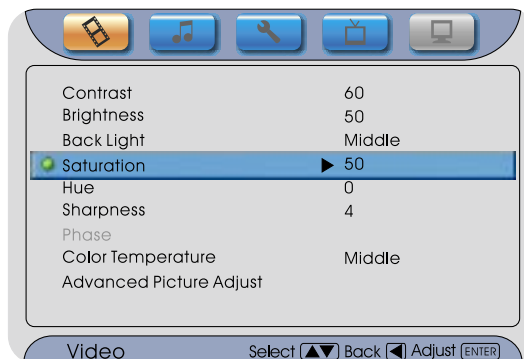 Contrast 60
Brightness 50
Back Light Middle
Saturation ▶ 50
Hue 0
Sharpness 4
Phase
Color Temperature Middle
Advanced Picture Adjust
Video Select ▲▼ Back ◀ Adjust ENTER